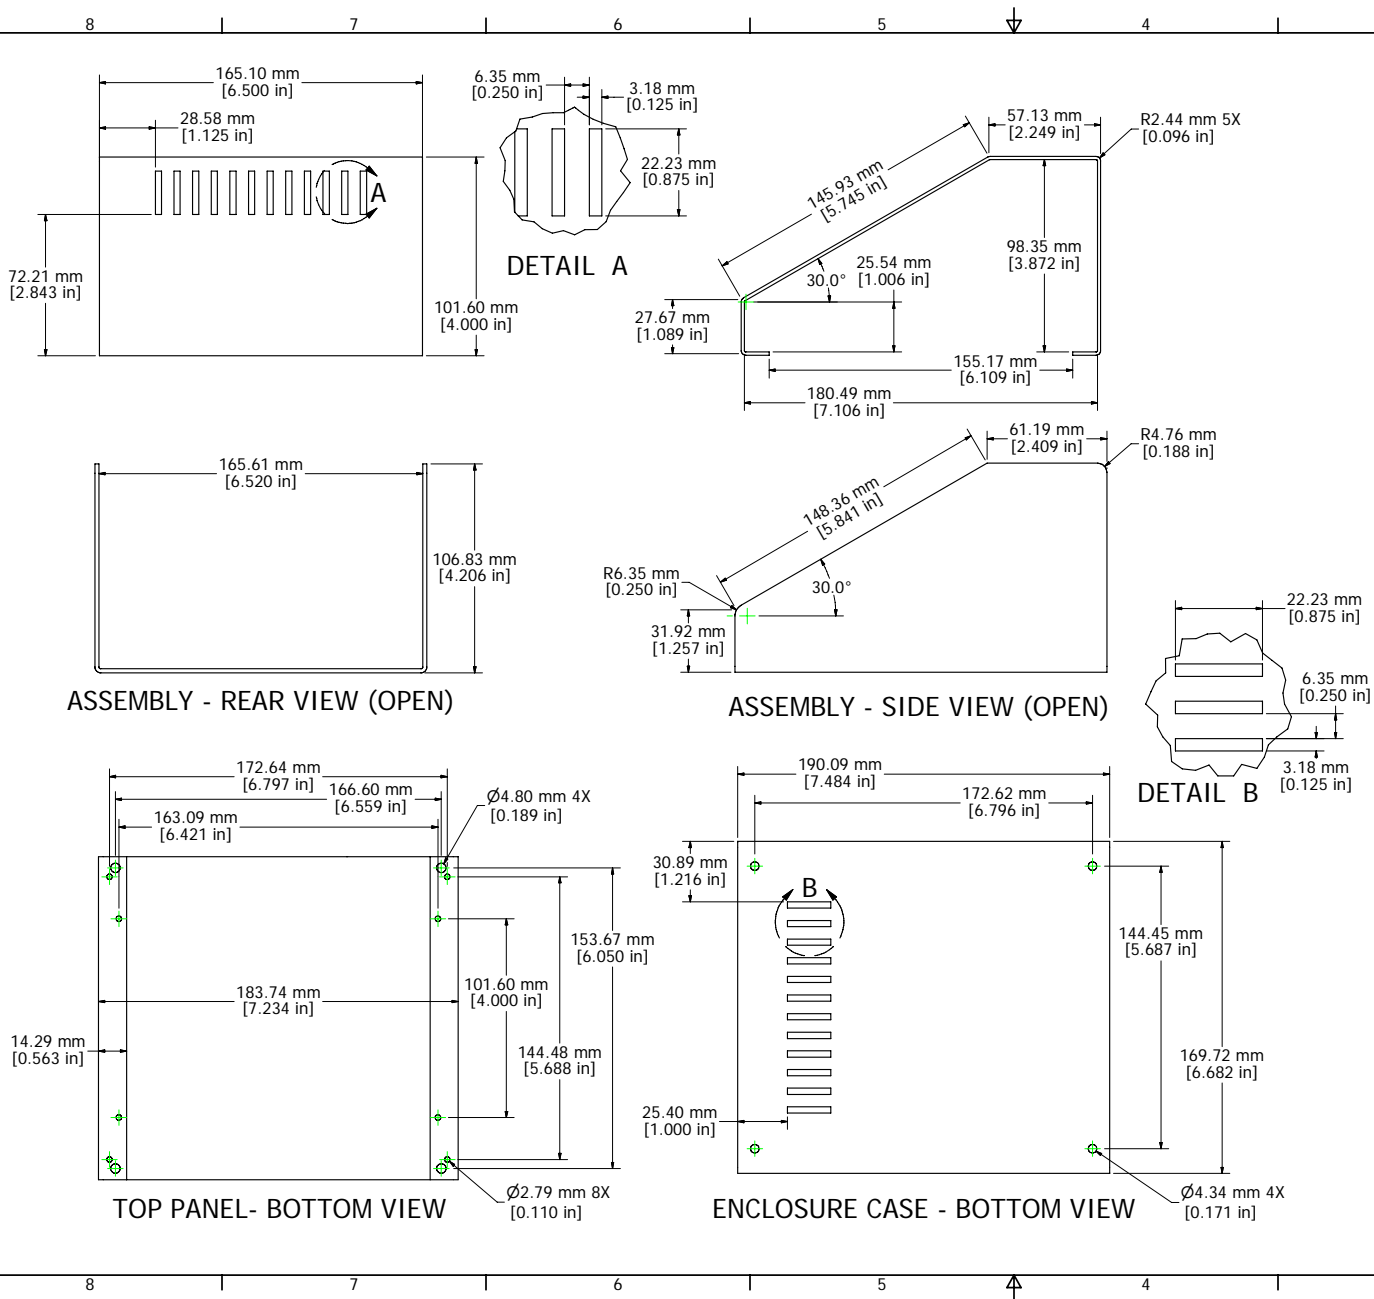 8 7 6 5 4
165.10 mm
[6.500 in]
28.58 mm
[1.125 in]
A
72.21 mm
[2.843 in]
101.60 mm
[4.000 in]
6.35 mm
[0.250 in]
3.18 mm
[0.125 in]
22.23 mm
[0.875 in]
DETAIL A
57.13 mm
[2.249 in]
R2.44 mm 5X
[0.096 in]
145.93 mm
[5.745 in]
98.35 mm
[3.872 in]
25.54 mm
[1.006 in]
30.0°
27.67 mm
[1.089 in]
155.17 mm
[6.109 in]
180.49 mm
[7.106 in]
165.61 mm
[6.520 in]
106.83 mm
[4.206 in]
ASSEMBLY - REAR VIEW (OPEN)
61.19 mm
[2.409 in]
R4.76 mm
[0.188 in]
148.36 mm
[5.841 in]
R6.35 mm
[0.250 in]
30.0°
31.92 mm
[1.257 in]
ASSEMBLY - SIDE VIEW (OPEN)
22.23 mm
[0.875 in]
6.35 mm
[0.250 in]
3.18 mm
[0.125 in]
DETAIL B
172.64 mm
[6.797 in]
166.60 mm
[6.559 in]
163.09 mm
[6.421 in]
Ø4.80 mm 4X
[0.189 in]
153.67 mm
[6.050 in]
101.60 mm
[4.000 in]
183.74 mm
[7.234 in]
14.29 mm
[0.563 in]
144.48 mm
[5.688 in]
Ø2.79 mm 8X
[0.110 in]
TOP PANEL- BOTTOM VIEW
190.09 mm
[7.484 in]
172.62 mm
[6.796 in]
30.89 mm
[1.216 in]
B
144.45 mm
[5.687 in]
169.72 mm
[6.682 in]
25.40 mm
[1.000 in]
Ø4.34 mm 4X
[0.171 in]
ENCLOSURE CASE - BOTTOM VIEW
8 7 6 5 4